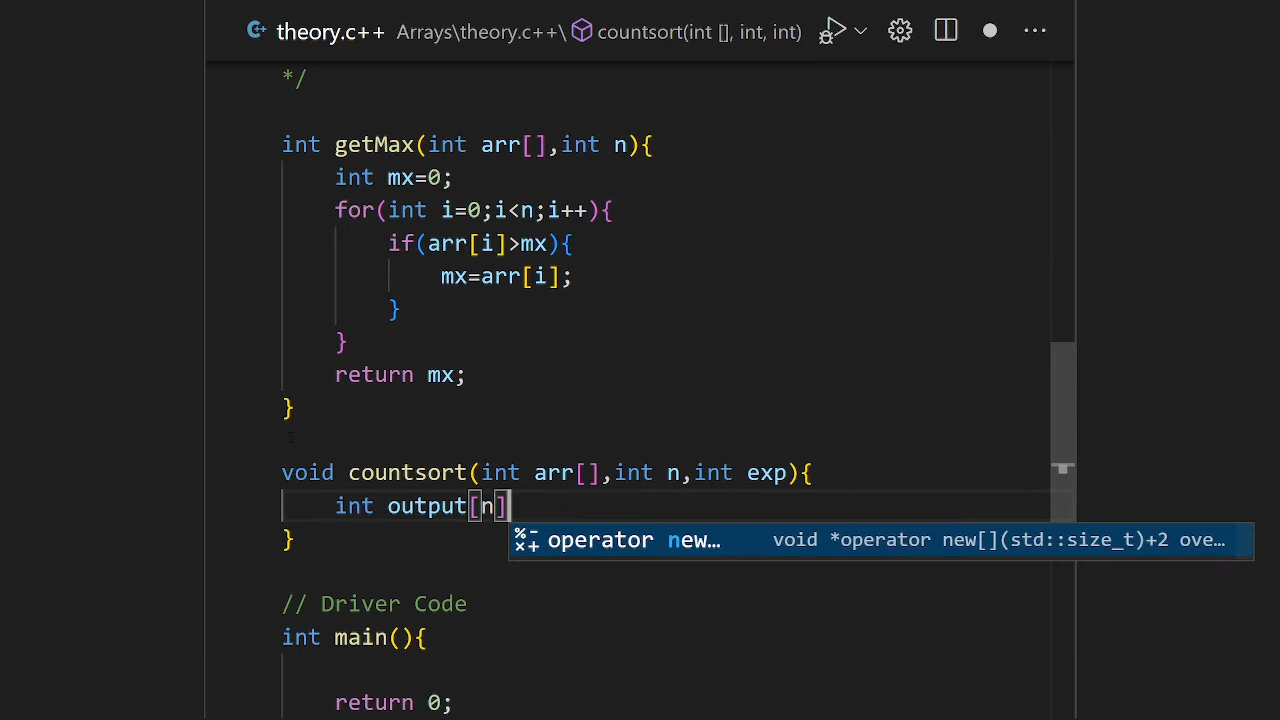 theory.c++ Arrays\theory.c++\ countsort(int [], int, int) ...
*/
int getMax(int arr[],int n){
int mx=0;
for(int i=0;i<n;i++){
if(arr[i]>mx){
mx=arr[i];
}
}
return mx;
}
void countsort(int arr[],int n,int exp){
int output[n]
}
operator new… void *operator new[](std::size_t)+2 ove…
// Driver Code
int main(){
return 0;